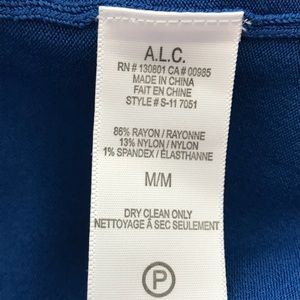 A.L.C.
RN # 130801 CA # 00985
MADE IN CHINA
FAIT EN CHINE
STYLE # S-11 7051
86% RAYON / RAYONNE
13% NYLON / NYLON
1% SPANDEX / ÉLASTHANNE
M/M
DRY CLEAN ONLY
NETTOYAGE À SEC SEULEMENT
P